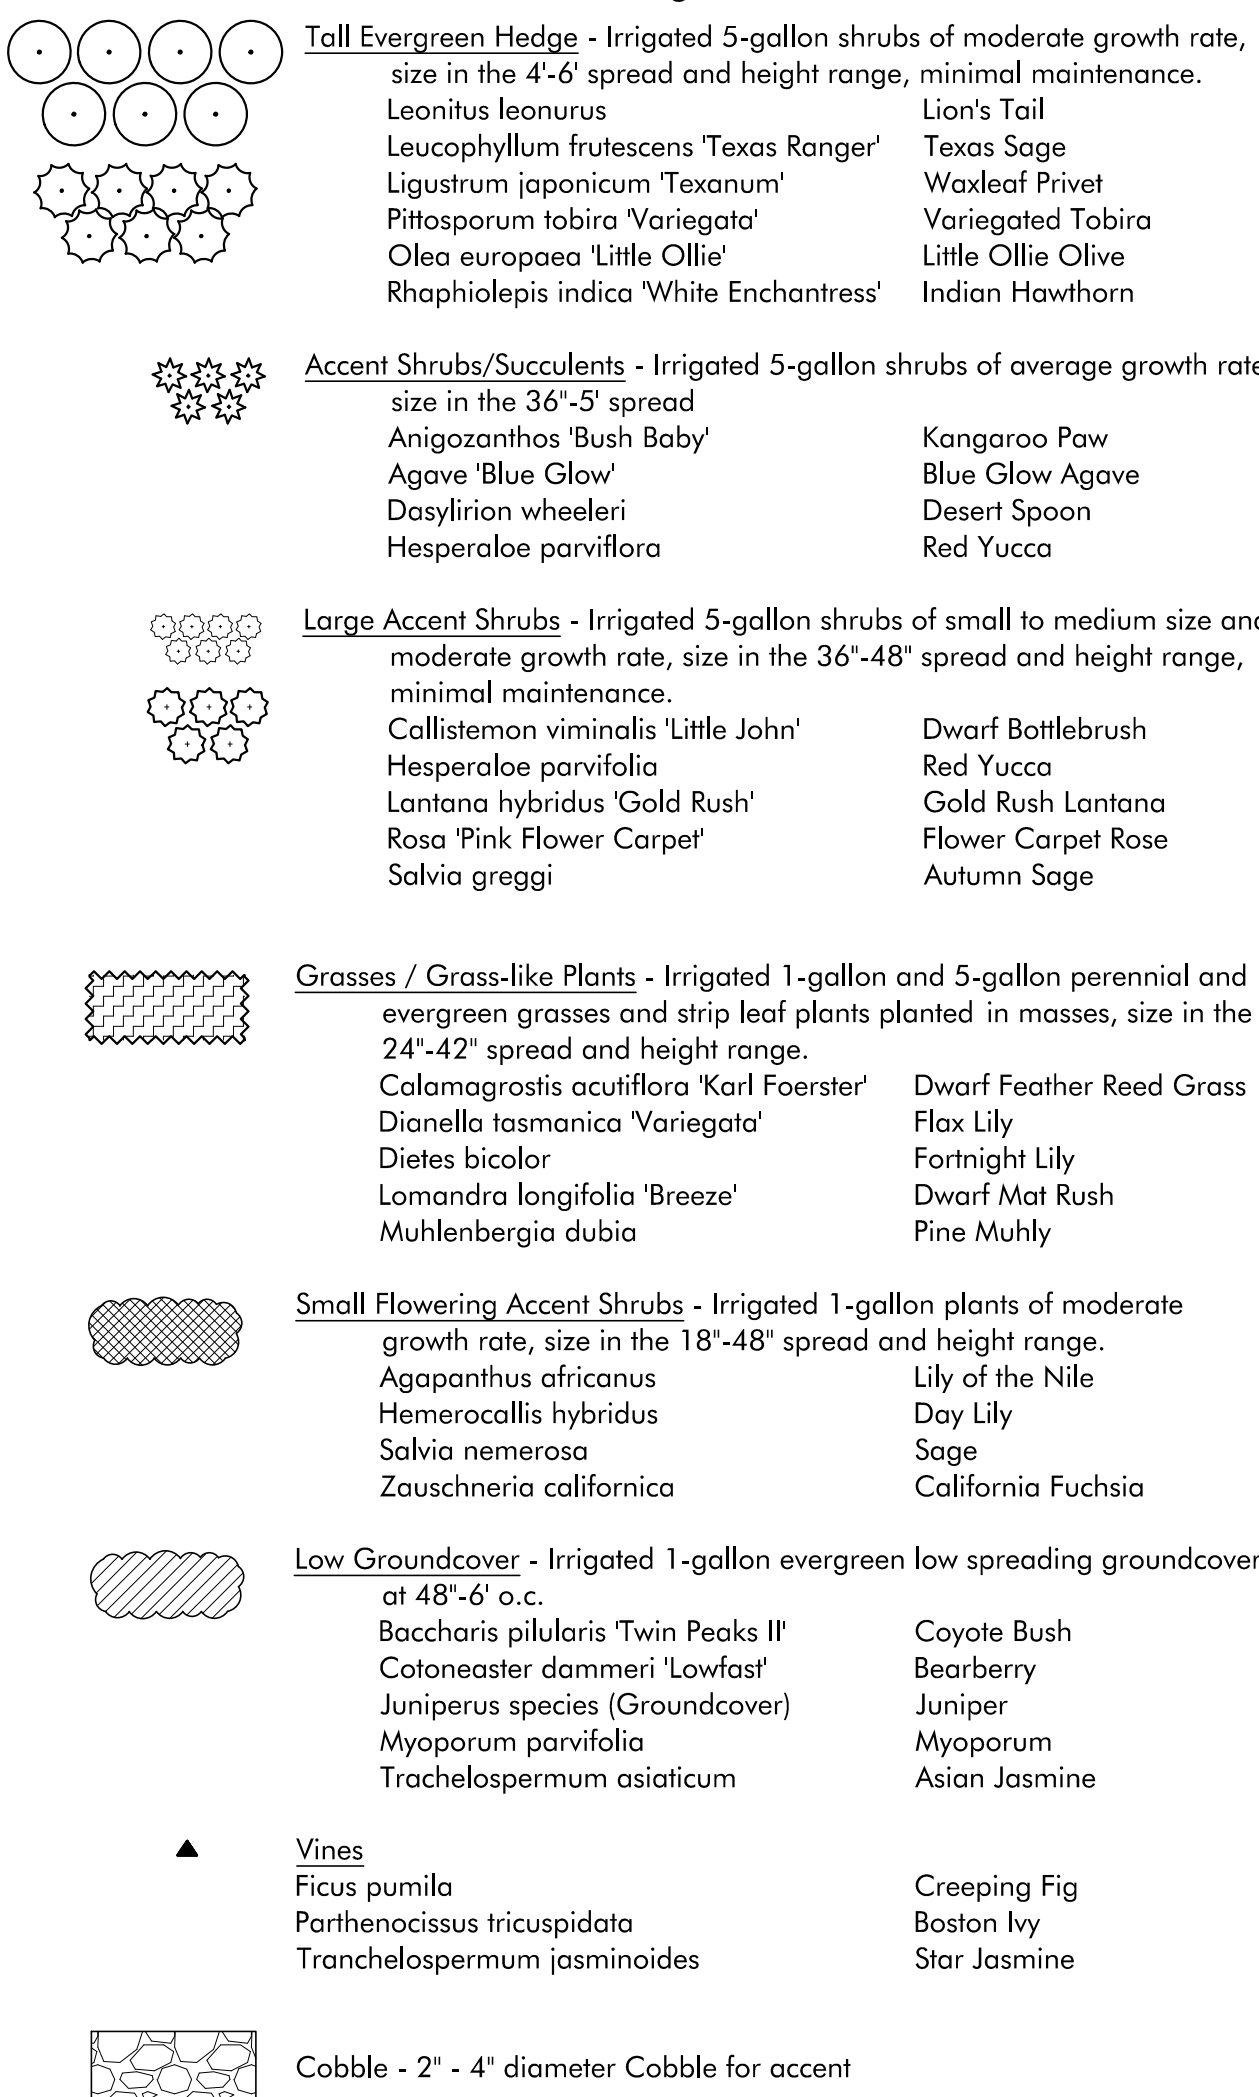 Tall Evergreen Hedge - Irrigated 5-gallon shrubs of moderate growth rate,
size in the 4'-6' spread and height range, minimal maintenance.
Leonitus leonurus Lion's Tail
Leucophyllum frutescens 'Texas Ranger' Texas Sage
Ligustrum japonicum 'Texanum' Waxleaf Privet
Pittosporum tobira 'Variegata' Variegated Tobira
Olea europaea 'Little Ollie' Little Ollie Olive
Rhaphiolepis indica 'White Enchantress' Indian Hawthorn
Accent Shrubs/Succulents - Irrigated 5-gallon shrubs of average growth rate
size in the 36"-5' spread
Anigozanthos 'Bush Baby' Kangaroo Paw
Agave 'Blue Glow' Blue Glow Agave
Dasylirion wheeleri Desert Spoon
Hesperaloe parviflora Red Yucca
Large Accent Shrubs - Irrigated 5-gallon shrubs of small to medium size and
moderate growth rate, size in the 36"-48" spread and height range,
minimal maintenance.
Callistemon viminalis 'Little John' Dwarf Bottlebrush
Hesperaloe parvifolia Red Yucca
Lantana hybridus 'Gold Rush' Gold Rush Lantana
Rosa 'Pink Flower Carpet' Flower Carpet Rose
Salvia greggi Autumn Sage
Grasses / Grass-like Plants - Irrigated 1-gallon and 5-gallon perennial and
evergreen grasses and strip leaf plants planted in masses, size in the
24"-42" spread and height range.
Calamagrostis acutiflora 'Karl Foerster' Dwarf Feather Reed Grass
Dianella tasmanica 'Variegata' Flax Lily
Dietes bicolor Fortnight Lily
Lomandra longifolia 'Breeze' Dwarf Mat Rush
Muhlenbergia dubia Pine Muhly
Small Flowering Accent Shrubs - Irrigated 1-gallon plants of moderate
growth rate, size in the 18"-48" spread and height range.
Agapanthus africanus Lily of the Nile
Hemerocallis hybridus Day Lily
Salvia nemerosa Sage
Zauschneria californica California Fuchsia
Low Groundcover - Irrigated 1-gallon evergreen low spreading groundcover
at 48"-6' o.c.
Baccharis pilularis 'Twin Peaks II' Coyote Bush
Cotoneaster dammeri 'Lowfast' Bearberry
Juniperus species (Groundcover) Juniper
Myoporum parvifolia Myoporum
Trachelospermum asiaticum Asian Jasmine
Vines
Ficus pumila Creeping Fig
Parthenocissus tricuspidata Boston Ivy
Tranchelospermum jasminoides Star Jasmine
Cobble - 2" - 4" diameter Cobble for accent